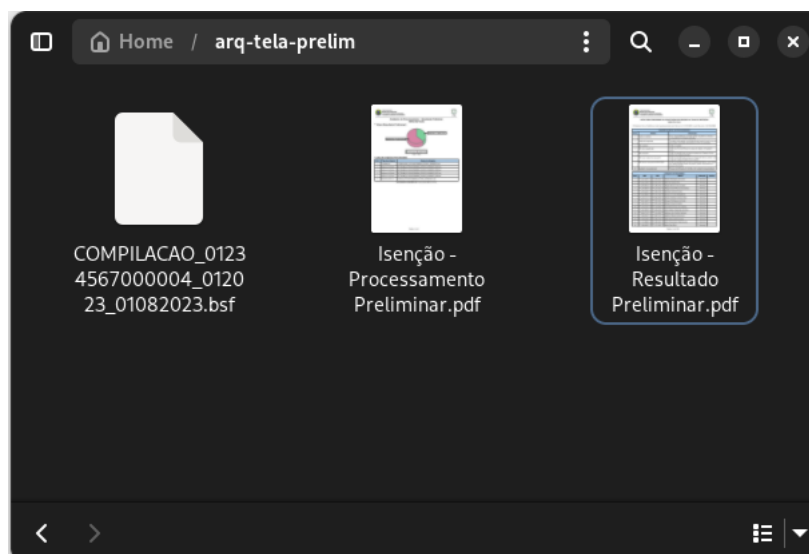 Home / arq-tela-prelim
COMPILACAO_0123
4567000004_0120
23_01082023.bsf
Isenção -
Processamento
Preliminar.pdf
Isenção -
Resultado
Preliminar.pdf